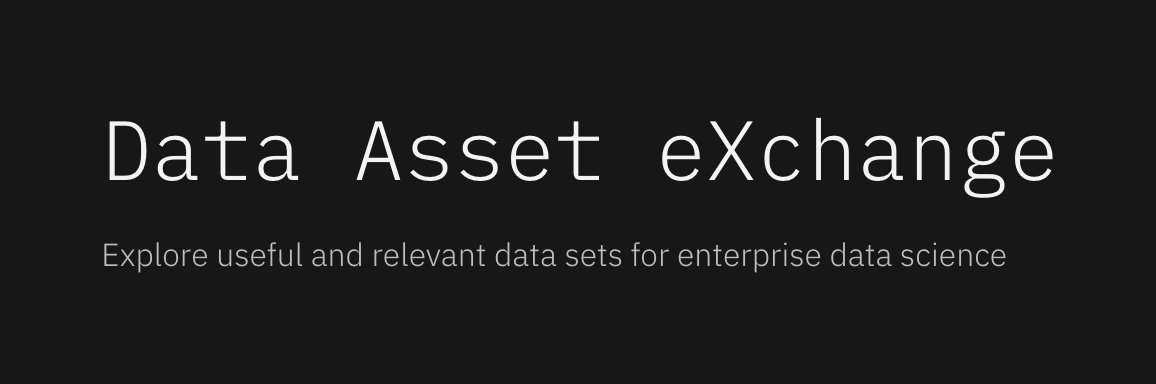 Data Asset eXchange
Explore useful and relevant data sets for enterprise data science